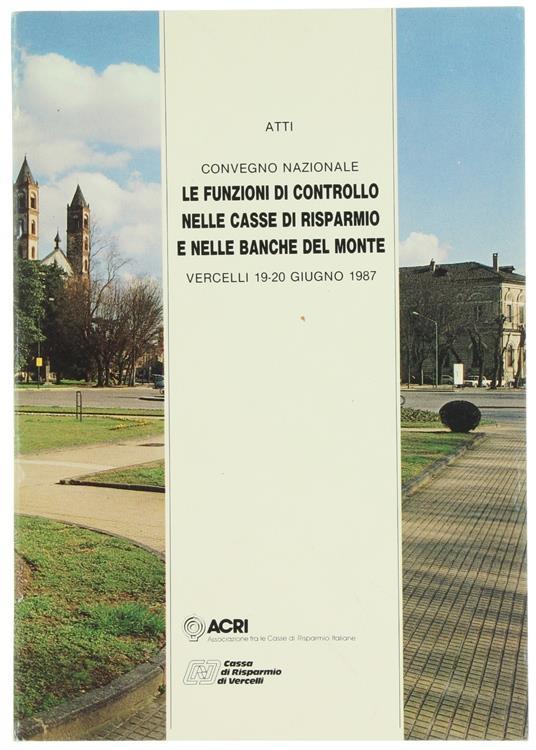 ATTI
CONVEGNO NAZIONALE
LE FUNZIONI DI CONTROLLO
NELLE CASSE DI RISPARMIO
E NELLE BANCHE DEL MONTE
VERCELLI 19-20 GIUGNO 1987
ACRI
Associazione fra le Casse di Risparmio Italiane
Cassa
di Risparmio
di Vercelli